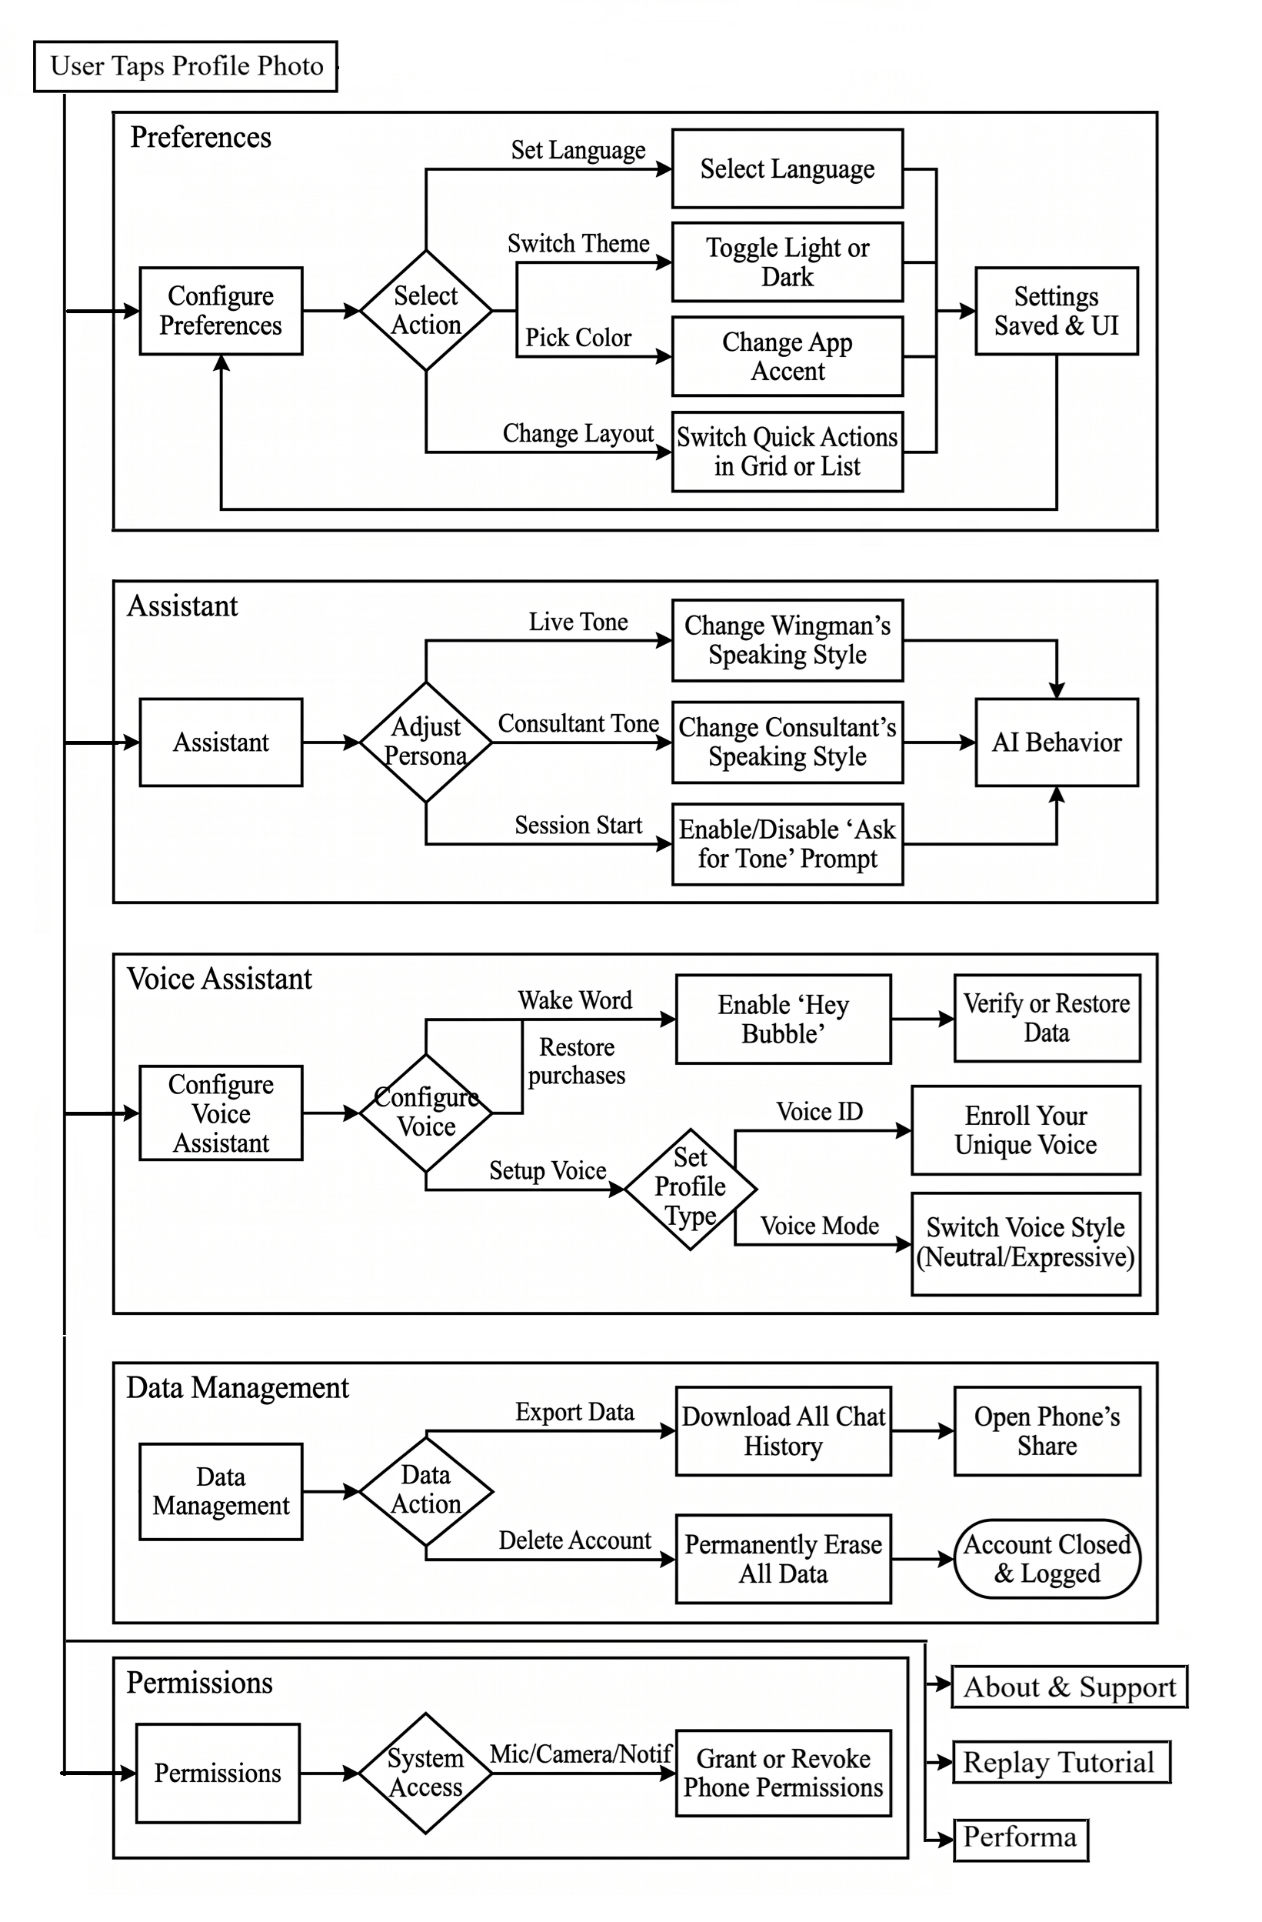 User Taps Profile Photo
Preferences
Set Language
Select Language
Switch Theme
Toggle Light or
Dark
Configure
Preferences
Select
Action
Settings
Saved & UI
Pick Color
Change App
Accent
Change Layout
Switch Quick Actions
in Grid or List
Assistant
Live Tone
Change Wingman’s
Speaking Style
Assistant
Adjust
Persona
Consultant Tone
Change Consultant’s
Speaking Style
AI Behavior
Session Start
Enable/Disable ‘Ask
for Tone’ Prompt
Voice Assistant
Wake Word
Enable ‘Hey
Bubble’
Verify or Restore
Data
Restore
purchases
Configure
Voice
Assistant
Configure
Voice
Voice ID
Enroll Your
Unique Voice
Setup Voice
Set
Profile
Type
Voice Mode
Switch Voice Style
(Neutral/Expressive)
Data Management
Export Data
Download All Chat
History
Open Phone’s
Share
Data
Management
Data
Action
Delete Account
Permanently Erase
All Data
Account Closed
& Logged
Permissions
Permissions
System
Access
Mic/Camera/Notif
Grant or Revoke
Phone Permissions
About & Support
Replay Tutorial
Performa